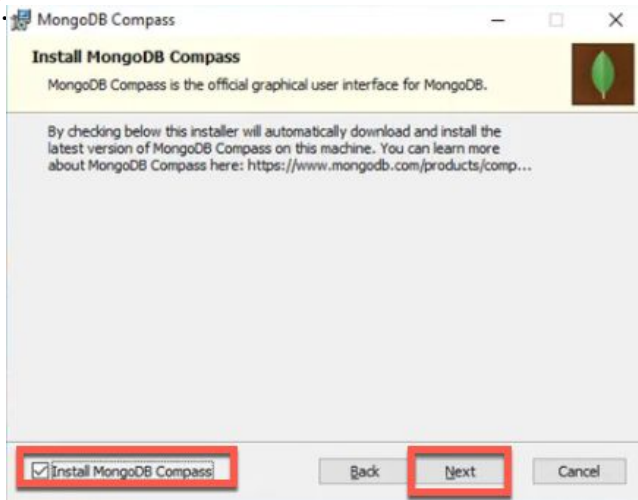 MongoDB Compass
Install MongoDB Compass
MongoDB Compass is the official graphical user interface for MongoDB.
By checking below this installer will automatically download and install the
latest version of MongoDB Compass on this machine. You can learn more
about MongoDB Compass here: https://www.mongodb.com/products/comp...
Install MongoDB Compass
Back
Next
Cancel